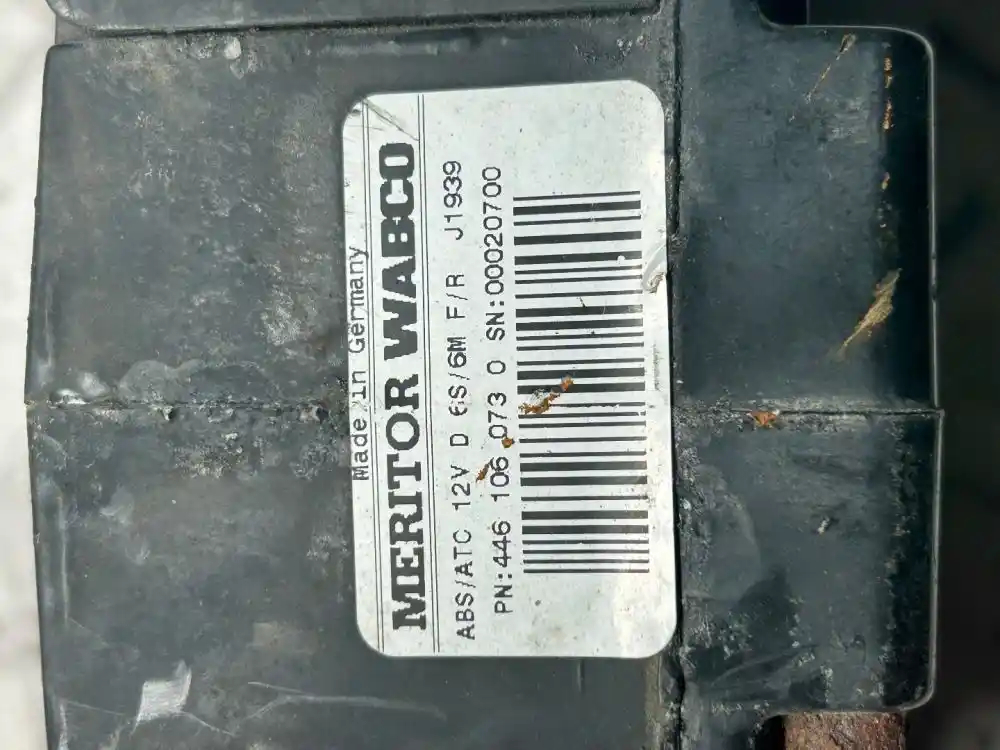 Made in Germany
MERITOR WABCO
ABS/ATC 12V D 6S/6M F/R J1939
PN:446 106 073 0 SN:00020700